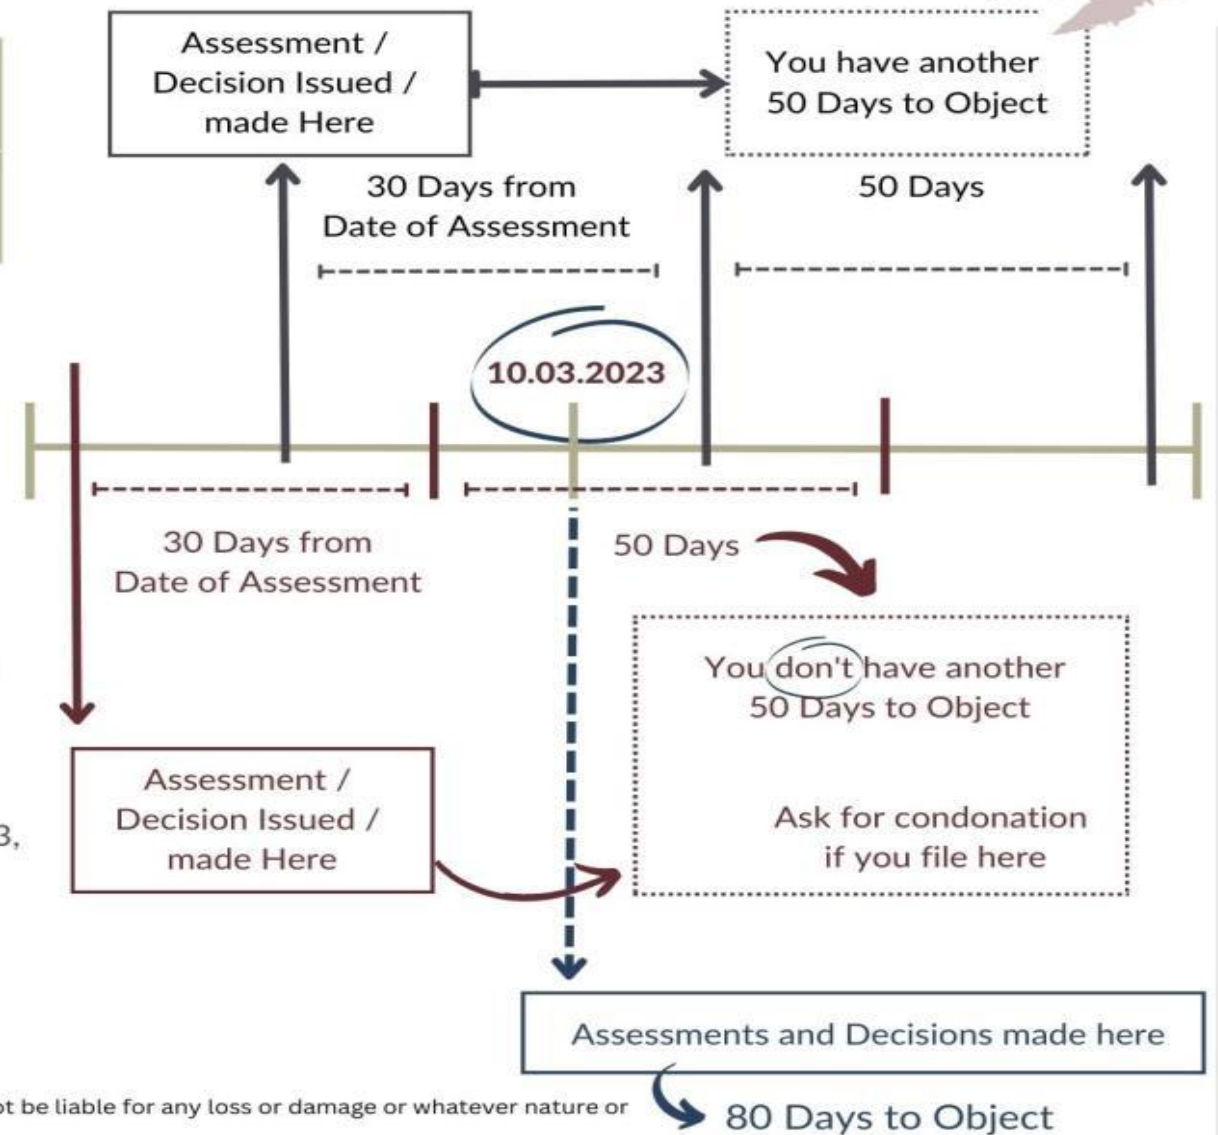 Assessment /
Decision Issued /
made Here
You have another
50 Days to Object
30 Days from
Date of Assessment
50 Days
10.03.2023
30 Days from
Date of Assessment
50 Days
You don't have another
50 Days to Object
Ask for condonation
if you file here
Assessment /
Decision Issued /
made Here
3,
Assessments and Decisions made here
ot be liable for any loss or damage or whatever nature or
80 Days to Object